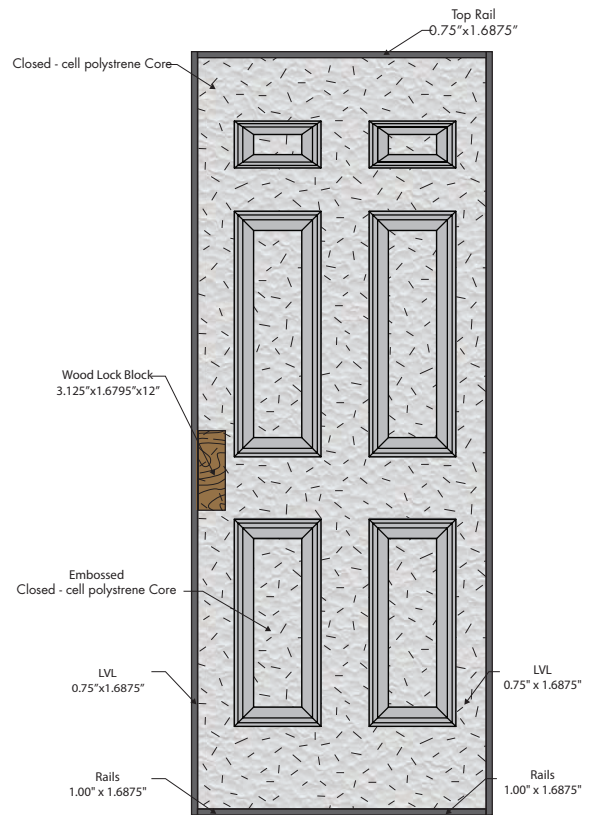 Top Rail
0.75”x1.6875”
Closed - cell polystrene Core
Wood Lock Block
3.125”x1.6795”x12”
Embossed
Closed - cell polystrene Core
LVL
0.75”x1.6875”
LVL
0.75" x 1.6875"
Rails
1.00" x 1.6875"
Rails
1.00" x 1.6875"